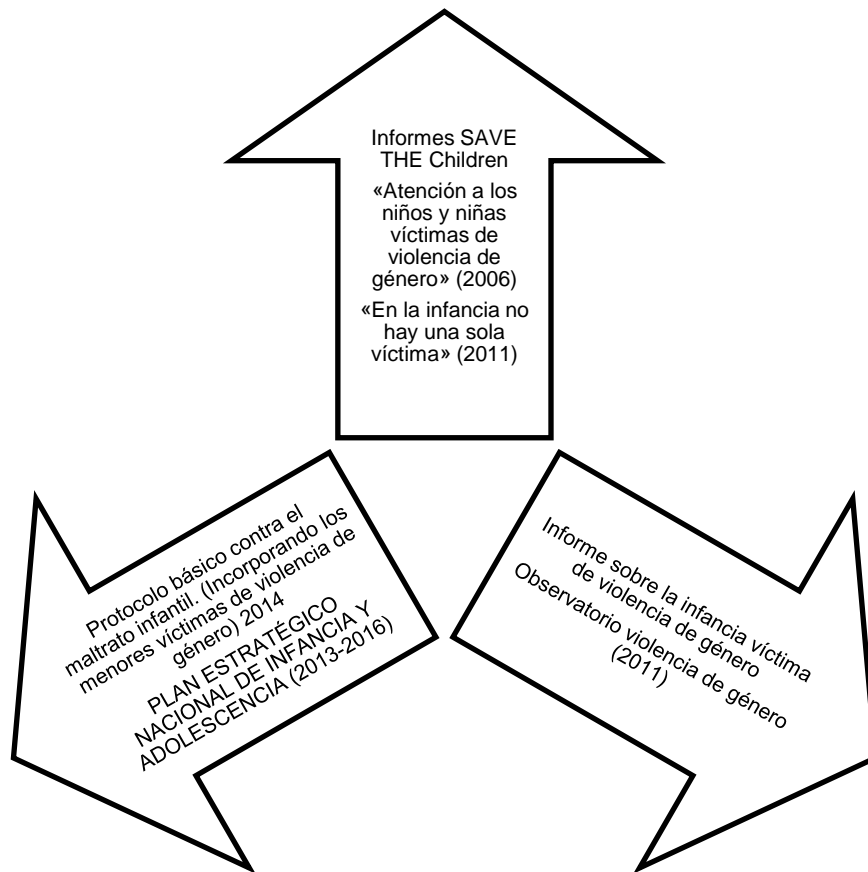 Informes SAVE
THE Children
«Atención a los
niños y niñas
víctimas de
violencia de
género» (2006)
«En la infancia no
hay una sola
víctima» (2011)
Protocolo básico contra el
maltrato infantil. (Incorporando los
menores víctimas de violencia de
género) 2014
PLAN ESTRATÉGICO
NACIONAL DE INFANCIA Y
ADOLESCENCIA (2013-2016)
Informe sobre la infancia víctima
de violencia de género
Observatorio violencia de género
(2011)